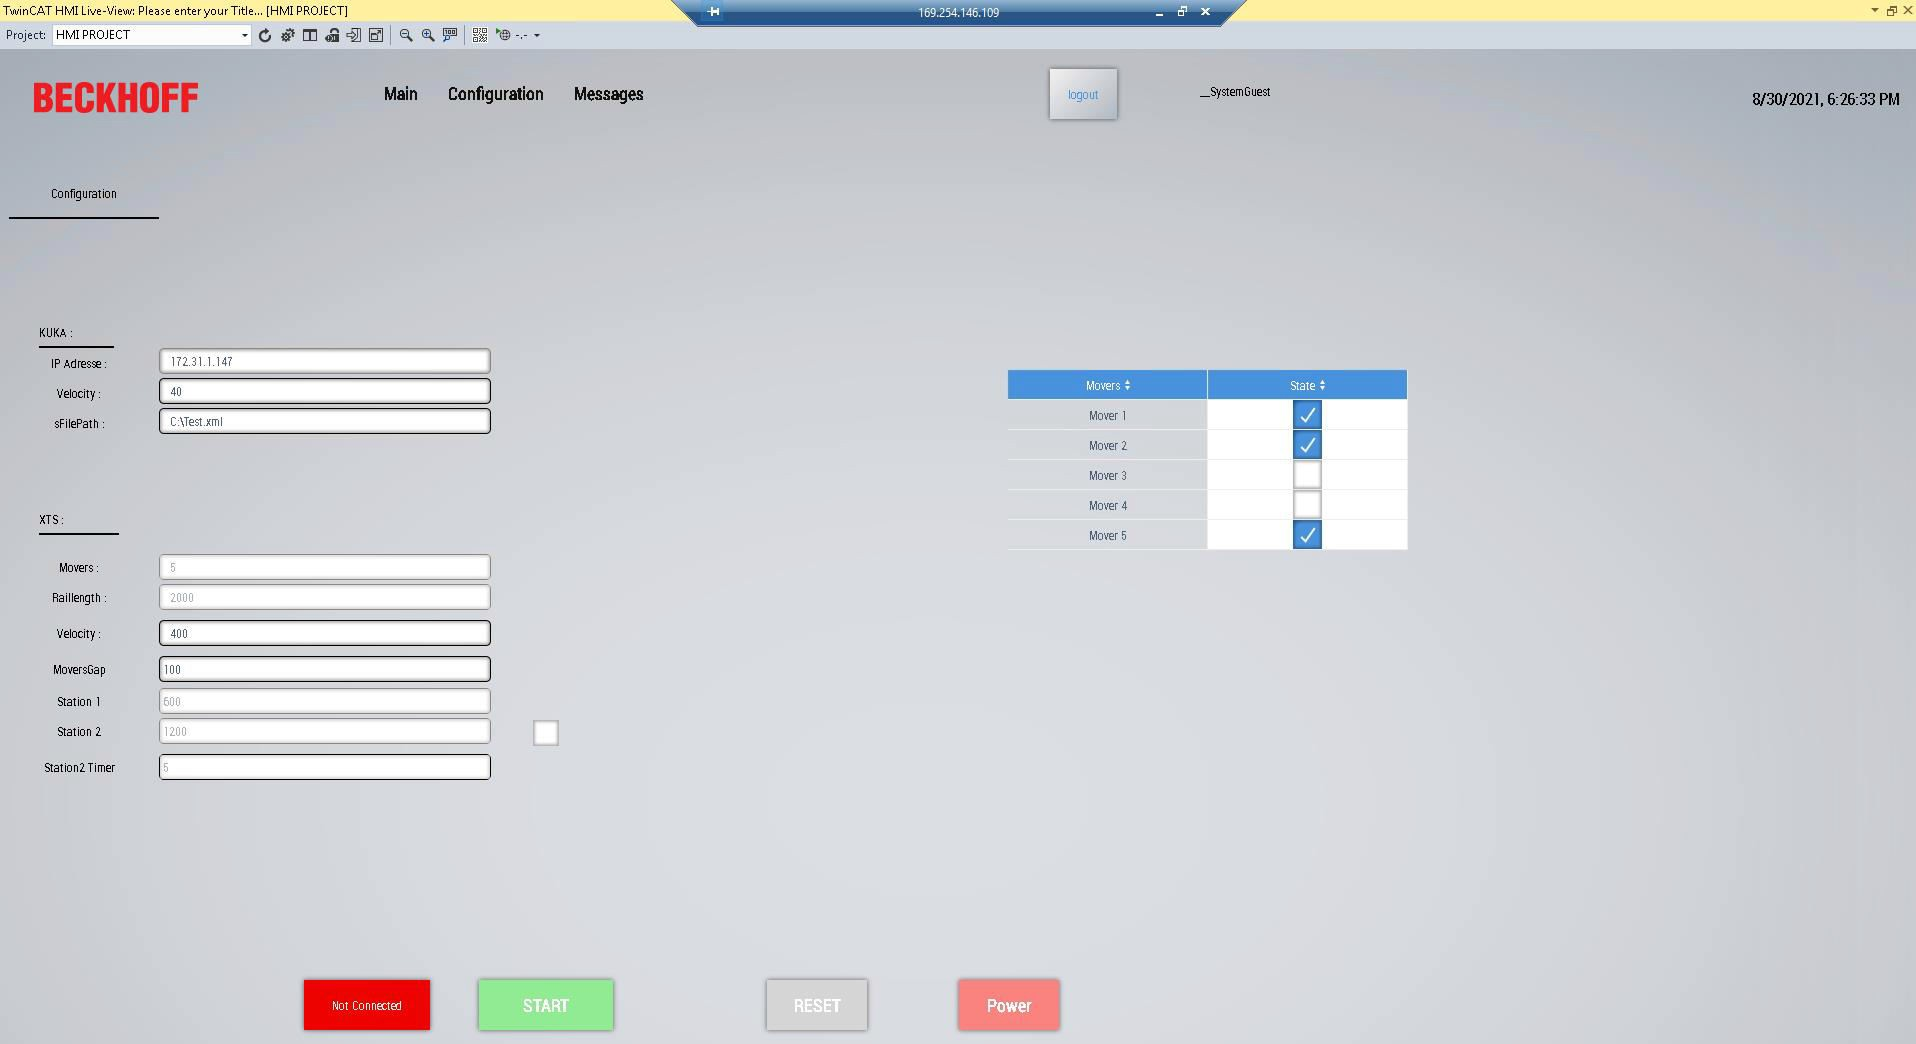 TwinCAT HMI Live-View: Please enter your Title... [HMI PROJECT]
169.254.146.109
Project: HMI PROJECT
BECKHOFF
Main Configuration Messages
logout
__SystemGuest
8/30/2021, 6:26:33 PM
Configuration
KUKA :
IP Adresse : 172.31.1.147
Velocity : 40
sFilePath : C:\Test.xml
Movers State
Mover 1
Mover 2
Mover 3
Mover 4
Mover 5
XTS :
Movers : 5
Raillength : 2000
Velocity : 400
MoversGap 100
Station 1 600
Station 2 1200
Station2 Timer 5
Not Connected START RESET Power